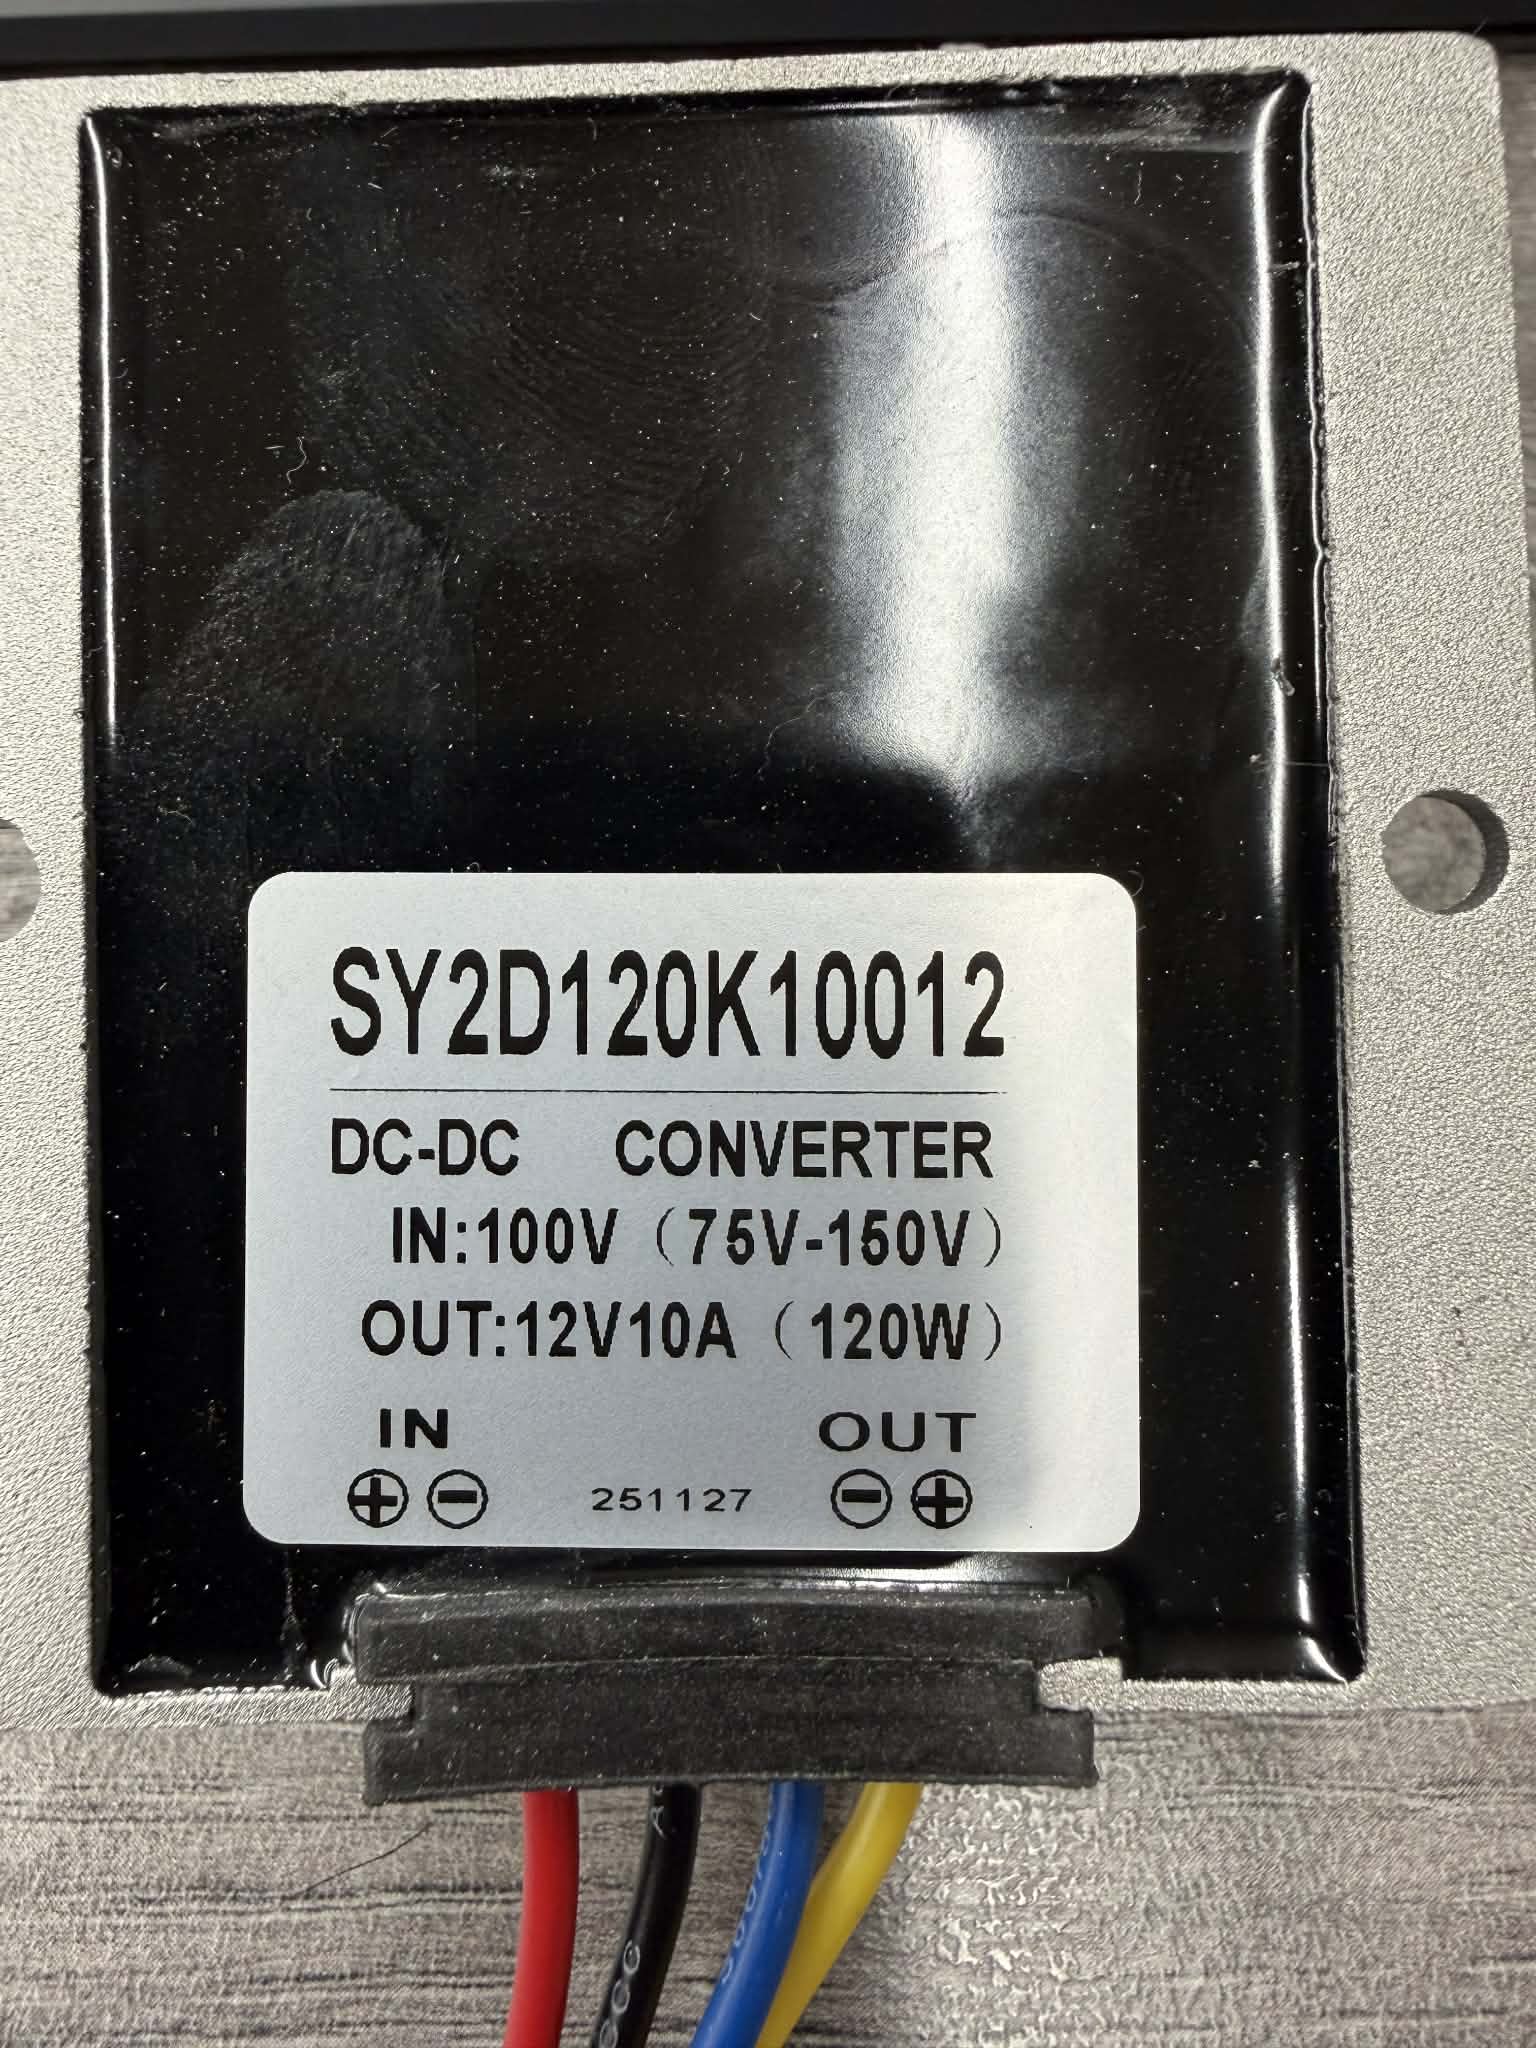 SY2D120K10012
DC-DC CONVERTER
IN:100V（75V-150V）
OUT:12V10A（120W）
IN OUT
⊕ ⊖ 251127 ⊖ ⊕